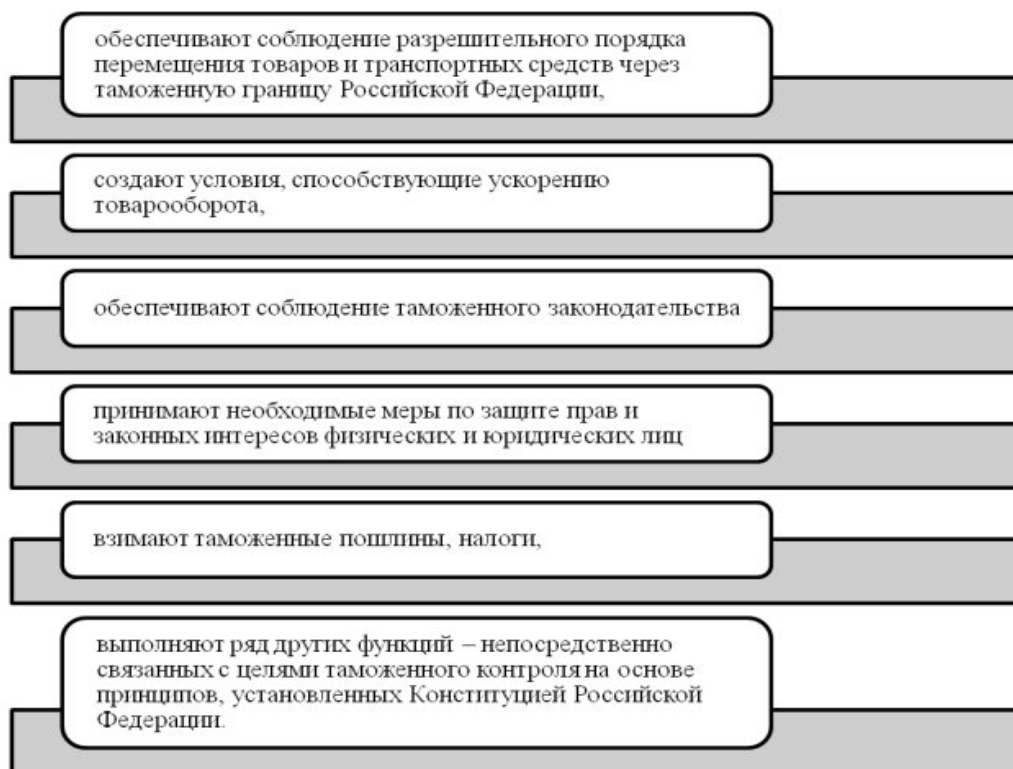 обеспечивают соблюдение разрешительного порядка
перемещения товаров и транспортных средств через
таможенную границу Российской Федерации,
создают условия, способствующие ускорению
товарооборота,
обеспечивают соблюдение таможенного законодательства
принимают необходимые меры по защите прав и
законных интересов физических и юридических лиц
взимают таможенные пошлины, налоги,
выполняют ряд других функций – непосредственно
связанных с целями таможенного контроля на основе
принципов, установленных Конституцией Российской
Федерации.